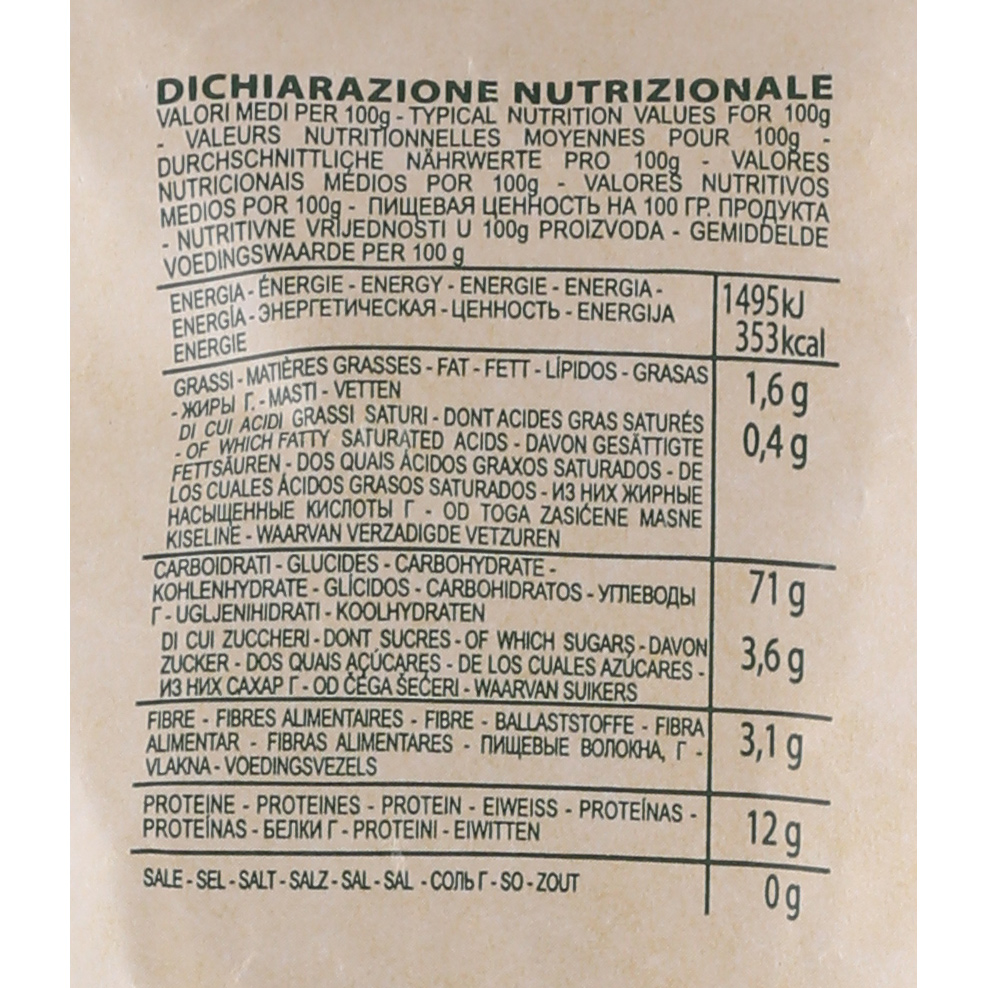 DICHIARAZIONE NUTRIZIONALE
VALORI MEDI PER 100g - TYPICAL NUTRITION VALUES FOR 100g
- VALEURS NUTRITIONNELLES MOYENNES POUR 100g -
DURCHSCHNITTLICHE NÄHRWERTE PRO 100g - VALORES
NUTRICIONAIS MÉDIOS POR 100g - VALORES NUTRITIVOS
MEDIOS POR 100g - ПИЩЕВАЯ ЦЕННОСТЬ НА 100 ГР. ПРОДУКТА
- NUTRITIVNE VRIJEDNOSTI U 100g PROIZVODA - GEMIDDELDE
VOEDINGSWAARDE PER 100 g
ENERGIA - ÉNERGIE - ENERGY - ENERGIE - ENERGIA - 1495kJ
ENERGÍA - ЭНЕРГЕТИЧЕСКАЯ - ЦЕННОСТЬ - ENERGIJA
ENERGIE 353kcal
GRASSI - MATIÈRES GRASSES - FAT - FETT - LÍPIDOS - GRASAS 1,6 g
- ЖИРЫ Г. - MASTI - VETTEN
DI CUI ACIDI GRASSI SATURI - DONT ACIDES GRAS SATURÉS 0,4 g
- OF WHICH FATTY SATURATED ACIDS - DAVON GESÄTTIGTE
FETTSÄUREN - DOS QUAIS ÁCIDOS GRAXOS SATURADOS - DE
LOS CUALES ÁCIDOS GRASOS SATURADOS - ИЗ НИХ ЖИРНЫЕ
НАСЫЩЕННЫЕ КИСЛОТЫ Г - OD TOGA ZASIĆENE MASNE
KISELINE - WAARVAN VERZADIGDE VETZUREN
CARBOIDRATI - GLUCIDES - CARBOHYDRATE -
KOHLENHYDRATE - GLÍCIDOS - CARBOHIDRATOS - УГЛЕВОДЫ 71 g
Г - UGLJENIHIDRATI - KOOLHYDRATEN
DI CUI ZUCCHERI - DONT SUCRES - OF WHICH SUGARS - DAVON
ZUCKER - DOS QUAIS AÇÚCARES - DE LOS CUALES AZÚCARES - 3,6 g
ИЗ НИХ САХАР Г - OD ČEGA ŠEĆERI - WAARVAN SUIKERS
FIBRE - FIBRES ALIMENTAIRES - FIBRE - BALLASTSTOFFE - FIBRA
ALIMENTAR - FIBRAS ALIMENTARES - ПИЩЕВЫЕ ВОЛОКНА, Г - 3,1 g
VLAKNA - VOEDINGSVEZELS
PROTEINE - PROTEINES - PROTEIN - EIWEISS - PROTEÍNAS -
PROTEÍNAS - БЕЛКИ Г - PROTEINI - EIWITTEN 12 g
SALE - SEL - SALT - SALZ - SAL - SAL - СОЛЬ Г - SO - ZOUT 0 g